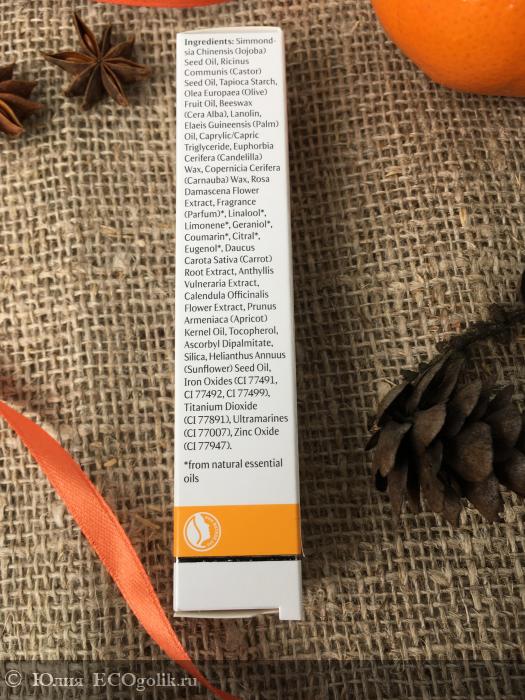 Ingredients: Simmond-
sia Chinensis (Jojoba)
Seed Oil, Ricinus
Communis (Castor)
Seed Oil, Tapioca Starch,
Olea Europaea (Olive)
Fruit Oil, Beeswax
(Cera Alba), Lanolin,
Elaeis Guineensis (Palm)
Oil, Caprylic/Capric
Triglyceride, Euphorbia
Cerifera (Candelilla)
Wax, Copernicia Cerifera
(Carnauba) Wax, Rosa
Damascena Flower
Extract, Fragrance
(Parfum)*, Linalool*,
Limonene*, Geraniol*,
Coumarin*, Citral*,
Eugenol*, Daucus
Carota Sativa (Carrot)
Root Extract, Anthyllis
Vulneraria Extract,
Calendula Officinalis
Flower Extract, Prunus
Armeniaca (Apricot)
Kernel Oil, Tocopherol,
Ascorbyl Dipalmitate,
Silica, Helianthus Annuus
(Sunflower) Seed Oil,
Iron Oxides (CI 77491,
CI 77492, CI 77499),
Titanium Dioxide
(CI 77891), Ultramarines
(CI 77007), Zinc Oxide
(CI 77947).
*from natural essential
oils
© Юлия ECOgolik.ru